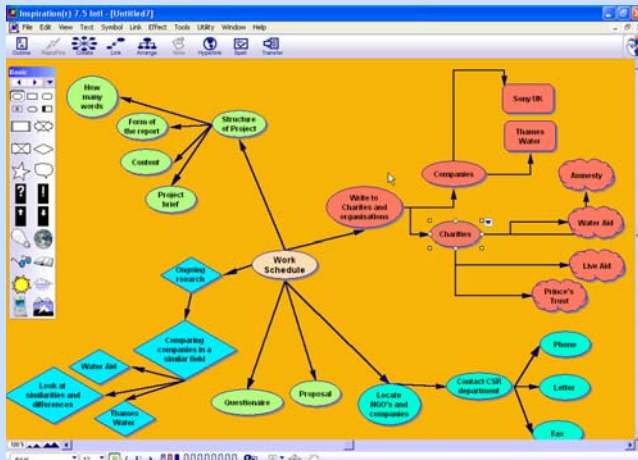 Inspiration(r) 7.5 Intl - [Untitled7]
File Edit View Text Symbol Link Effect Tools Utility Window Help
Outline RapidFire Create Link Arrange Note Hyperlink Spell Transfer
Basic
How
many
words
Form of
the report
Structure
of Project
Content
Project
brief
Sony UK
Thames
Water
Companies
Amnesty
Write to
Charites and
organisations
Water Aid
Charities
Live Aid
Prince's
Trust
Work
Schedule
Ongoing
rsearch
Comparing
companies in a
similar field
Water Aid
Look at
similarities and
differences
Thames
Water
Questionaire
Proposal
Locate
NGO's and
companies
Contact CSR
department
Phone
Letter
Fax
100%